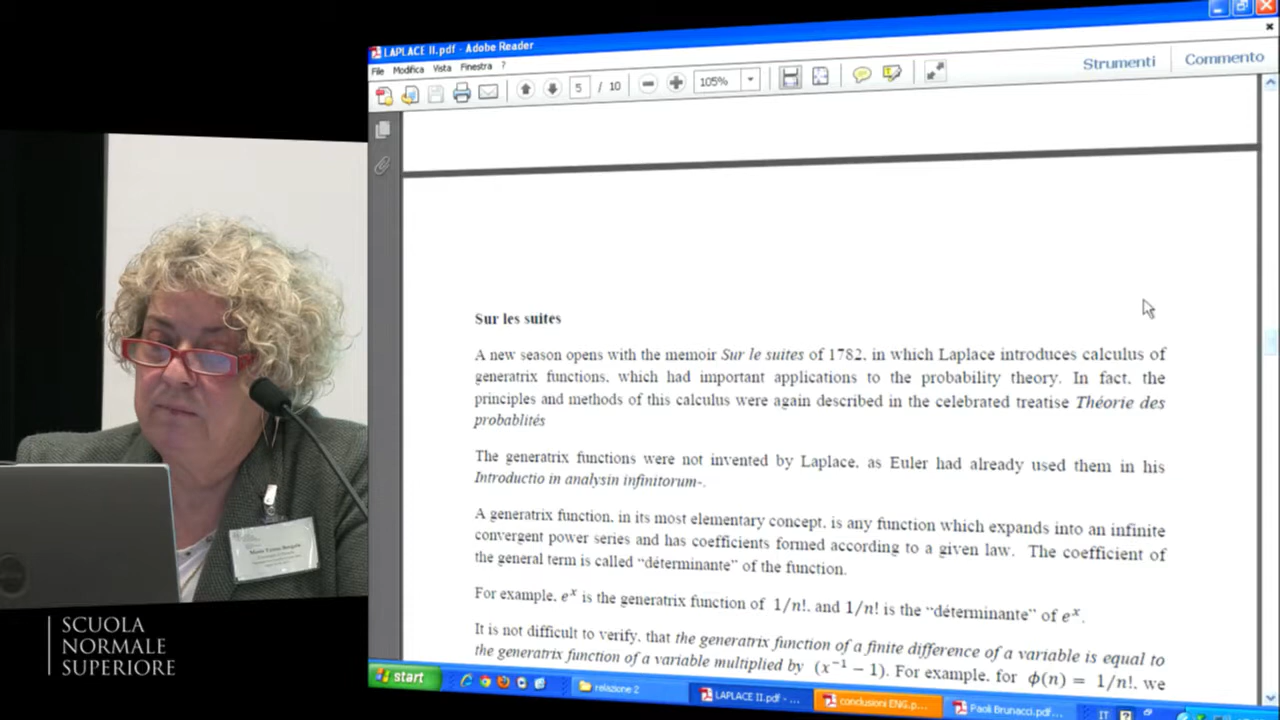 LAPLACE II.pdf - Adobe Reader
File Modifica Vista Finestra ?
5 / 10 105% Strumenti Commento
Sur les suites
A new season opens with the memoir Sur le suites of 1782, in which Laplace introduces calculus of
generatrix functions, which had important applications to the probability theory. In fact, the
principles and methods of this calculus were again described in the celebrated treatise Théorie des
probablités
The generatrix functions were not invented by Laplace, as Euler had already used them in his
Introductio in analysin infinitorum-.
A generatrix function, in its most elementary concept, is any function which expands into an infinite
convergent power series and has coefficients formed according to a given law. The coefficient of
the general term is called “déterminante” of the function.
For example, eˣ is the generatrix function of 1/n!, and 1/n! is the “déterminante” of eˣ.
It is not difficult to verify, that the generatrix function of a finite difference of a variable is equal to
the generatrix function of a variable multiplied by (x⁻¹ − 1). For example, for ϕ(n) = 1/n!, we
start relazione 2 LAPLACE II.pdf - ... conclusioni ENG.p... Paoli Brunacci.pdf... IT
SCUOLA
NORMALE
SUPERIORE